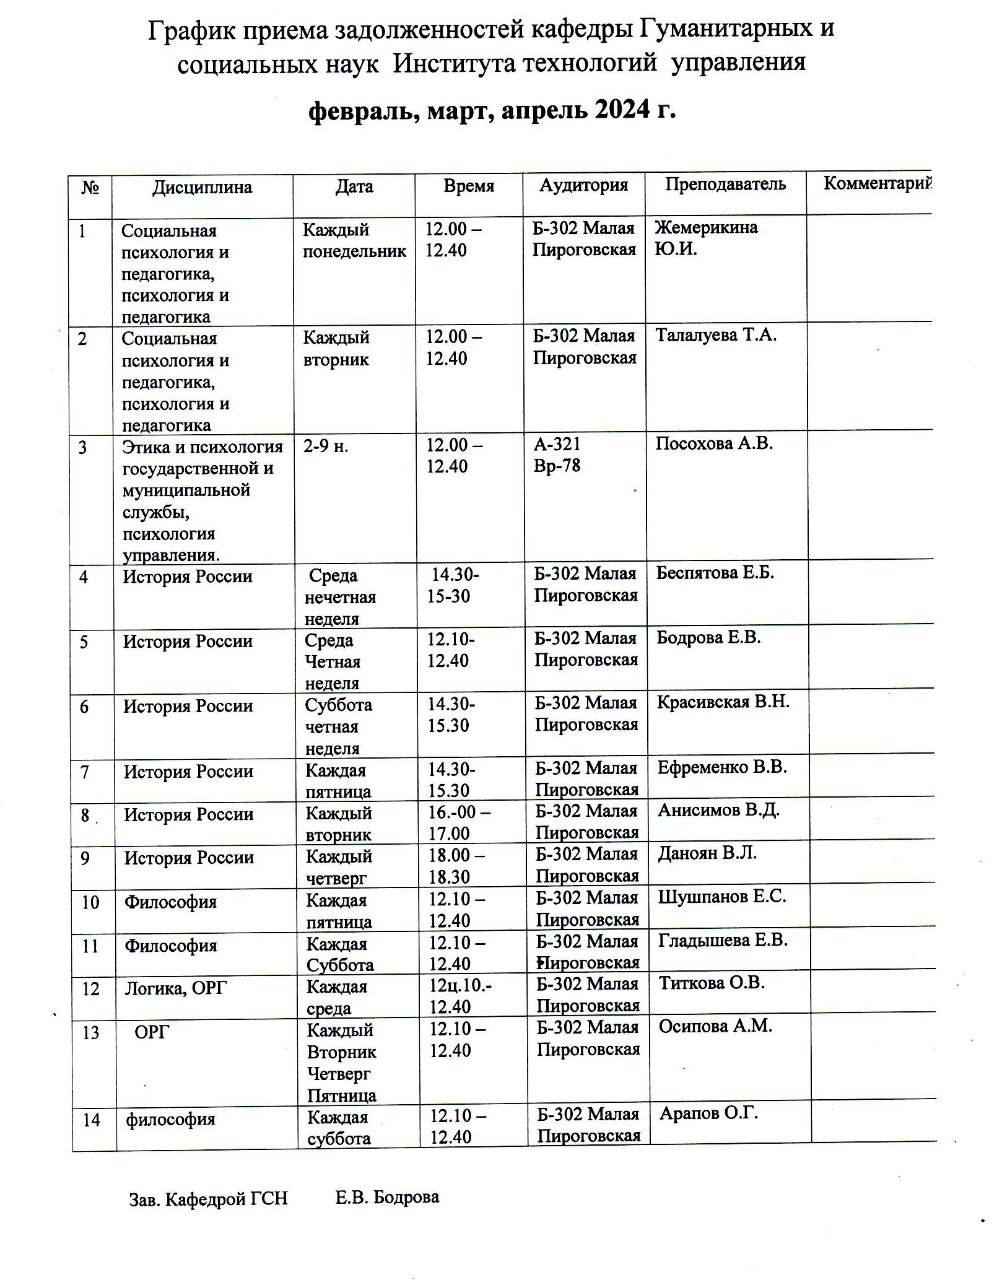 График приема задолженностей кафедры Гуманитарных и
социальных наук Института технологий управления
февраль, март, апрель 2024 г.
№ Дисциплина Дата Время Аудитория Преподаватель Комментарий
1 Социальная психология и педагогика, психология и педагогика Каждый понедельник 12.00 – 12.40 Б-302 Малая Пироговская Жемерикина Ю.И.
2 Социальная психология и педагогика, психология и педагогика Каждый вторник 12.00 – 12.40 Б-302 Малая Пироговская Талалуева Т.А.
3 Этика и психология государственной и муниципальной службы, психология управления. 2-9 н. 12.00 – 12.40 А-321 Вр-78 Посохова А.В.
4 История России Среда нечетная неделя 14.30- 15-30 Б-302 Малая Пироговская Беспятова Е.Б.
5 История России Среда Четная неделя 12.10- 12.40 Б-302 Малая Пироговская Бодрова Е.В.
6 История России Суббота четная неделя 14.30- 15.30 Б-302 Малая Пироговская Красивская В.Н.
7 История России Каждая пятница 14.30- 15.30 Б-302 Малая Пироговская Ефременко В.В.
8 История России Каждый вторник 16.-00 – 17.00 Б-302 Малая Пироговская Анисимов В.Д.
9 История России Каждый четверг 18.00 – 18.30 Б-302 Малая Пироговская Даноян В.Л.
10 Философия Каждая пятница 12.10 – 12.40 Б-302 Малая Пироговская Шушпанов Е.С.
11 Философия Каждая Суббота 12.10 – 12.40 Б-302 Малая Пироговская Гладышева Е.В.
12 Логика, ОРГ Каждая среда 12ц.10.- 12.40 Б-302 Малая Пироговская Титкова О.В.
13 ОРГ Каждый Вторник Четверг Пятница 12.10 – 12.40 Б-302 Малая Пироговская Осипова А.М.
14 философия Каждая суббота 12.10 – 12.40 Б-302 Малая Пироговская Арапов О.Г.
Зав. Кафедрой ГСН Е.В. Бодрова